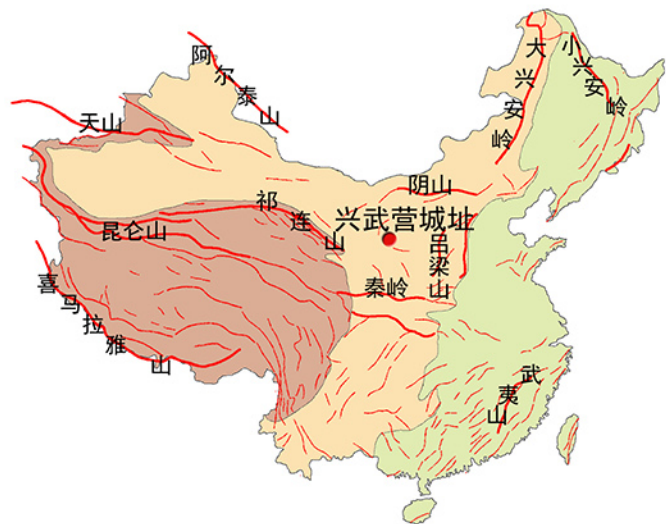 阿尔泰山
大兴安岭
小兴安岭
天山
阴山
祁连山
兴武营城址
昆仑山
吕梁山
秦岭
喜马拉雅山
武夷山